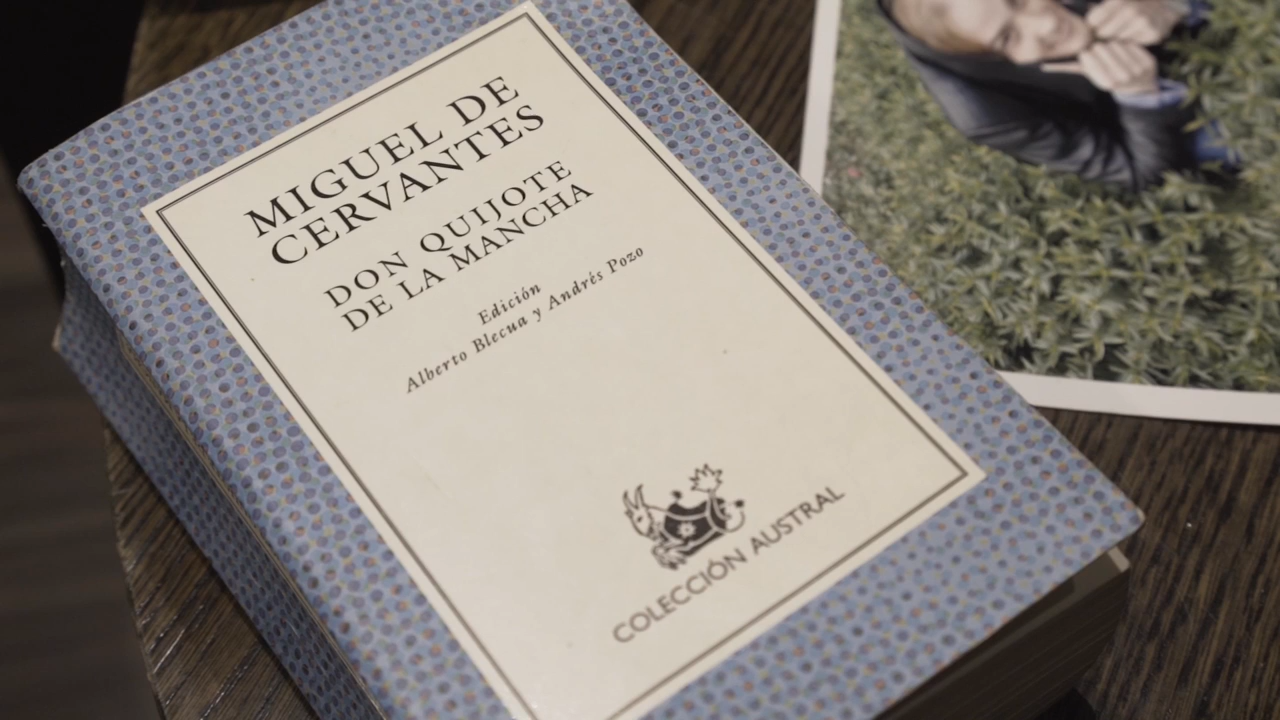 MIGUEL DE
CERVANTES
DON QUIJOTE
DE LA MANCHA
Edición
Alberto Blecua y Andrés Pozo
COLECCIÓN AUSTRAL